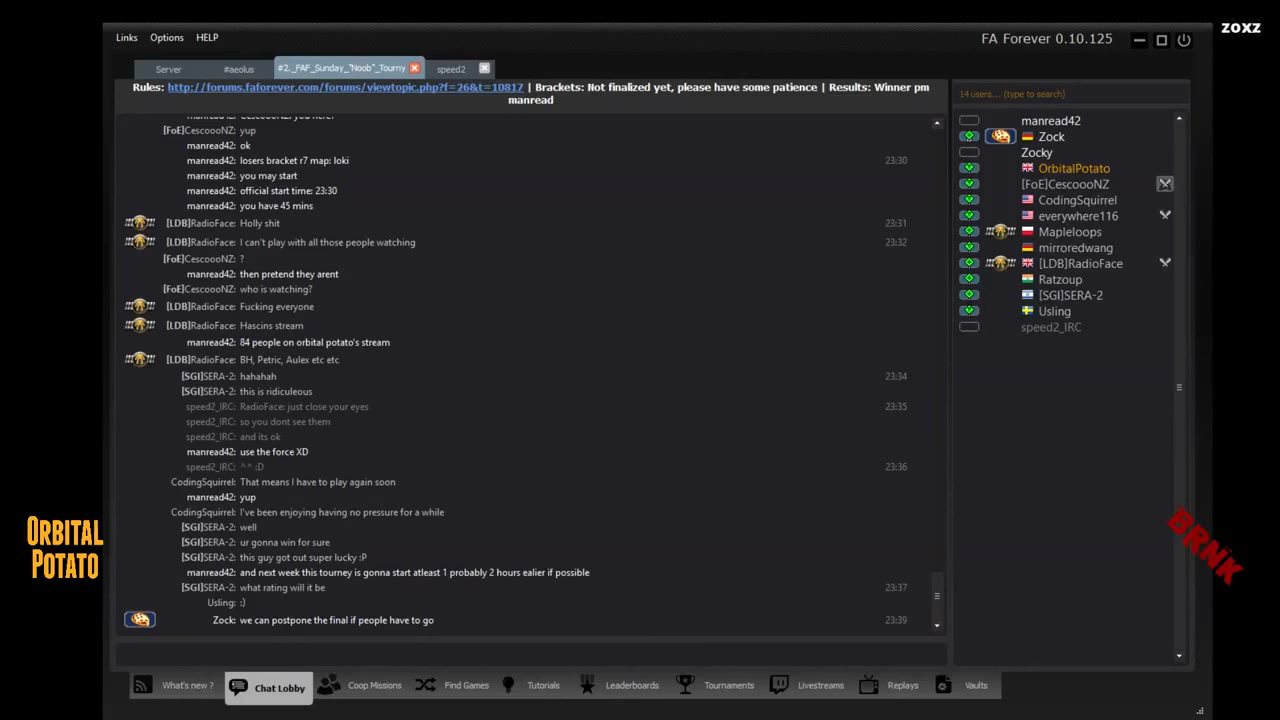 zoxz
Links Options HELP
FA Forever 0.10.125
Server #aeolus #2._FAF_Sunday_"Noob"_Tourny speed2
Rules: http://forums.faforever.com/forums/viewtopic.php?f=26&t=10817 | Brackets: Not finalized yet, please have some patience | Results: Winner pm
manread
14 users... (type to search)
[FoE]CescoooNZ: yup
manread42: ok
manread42: losers bracket r7 map: loki 23:30
manread42: you may start
manread42: official start time: 23:30
manread42: you have 45 mins
[LDB]RadioFace: Holly shit 23:31
[LDB]RadioFace: I can't play with all those people watching 23:32
[FoE]CescoooNZ: ?
manread42: then pretend they arent
[FoE]CescoooNZ: who is watching?
[LDB]RadioFace: Fucking everyone
[LDB]RadioFace: Hascins stream
manread42: 84 people on orbital potato's stream
[LDB]RadioFace: BH, Petric, Aulex etc etc
[SGI]SERA-2: hahahah 23:34
[SGI]SERA-2: this is ridiculeous
speed2_IRC: RadioFace: just close your eyes 23:35
speed2_IRC: so you dont see them
speed2_IRC: and its ok
manread42: use the force XD
speed2_IRC: ^^ :D 23:36
CodingSquirrel: That means I have to play again soon
manread42: yup
CodingSquirrel: I've been enjoying having no pressure for a while
[SGI]SERA-2: well
[SGI]SERA-2: ur gonna win for sure
[SGI]SERA-2: this guy got out super lucky :P
manread42: and next week this tourney is gonna start atleast 1 probably 2 hours ealier if possible
[SGI]SERA-2: what rating will it be 23:37
Usling: :)
Zock: we can postpone the final if people have to go 23:39
manread42
Zock
Zocky
OrbitalPotato
[FoE]CescoooNZ
CodingSquirrel
everywhere116
Mapleloops
mirroredwang
[LDB]RadioFace
Ratzoup
[SGI]SERA-2
Usling
speed2_IRC
ORBITAL
POTATO
BRNK
What's new ? Chat Lobby Coop Missions Find Games Tutorials Leaderboards Tournaments Livestreams Replays Vaults